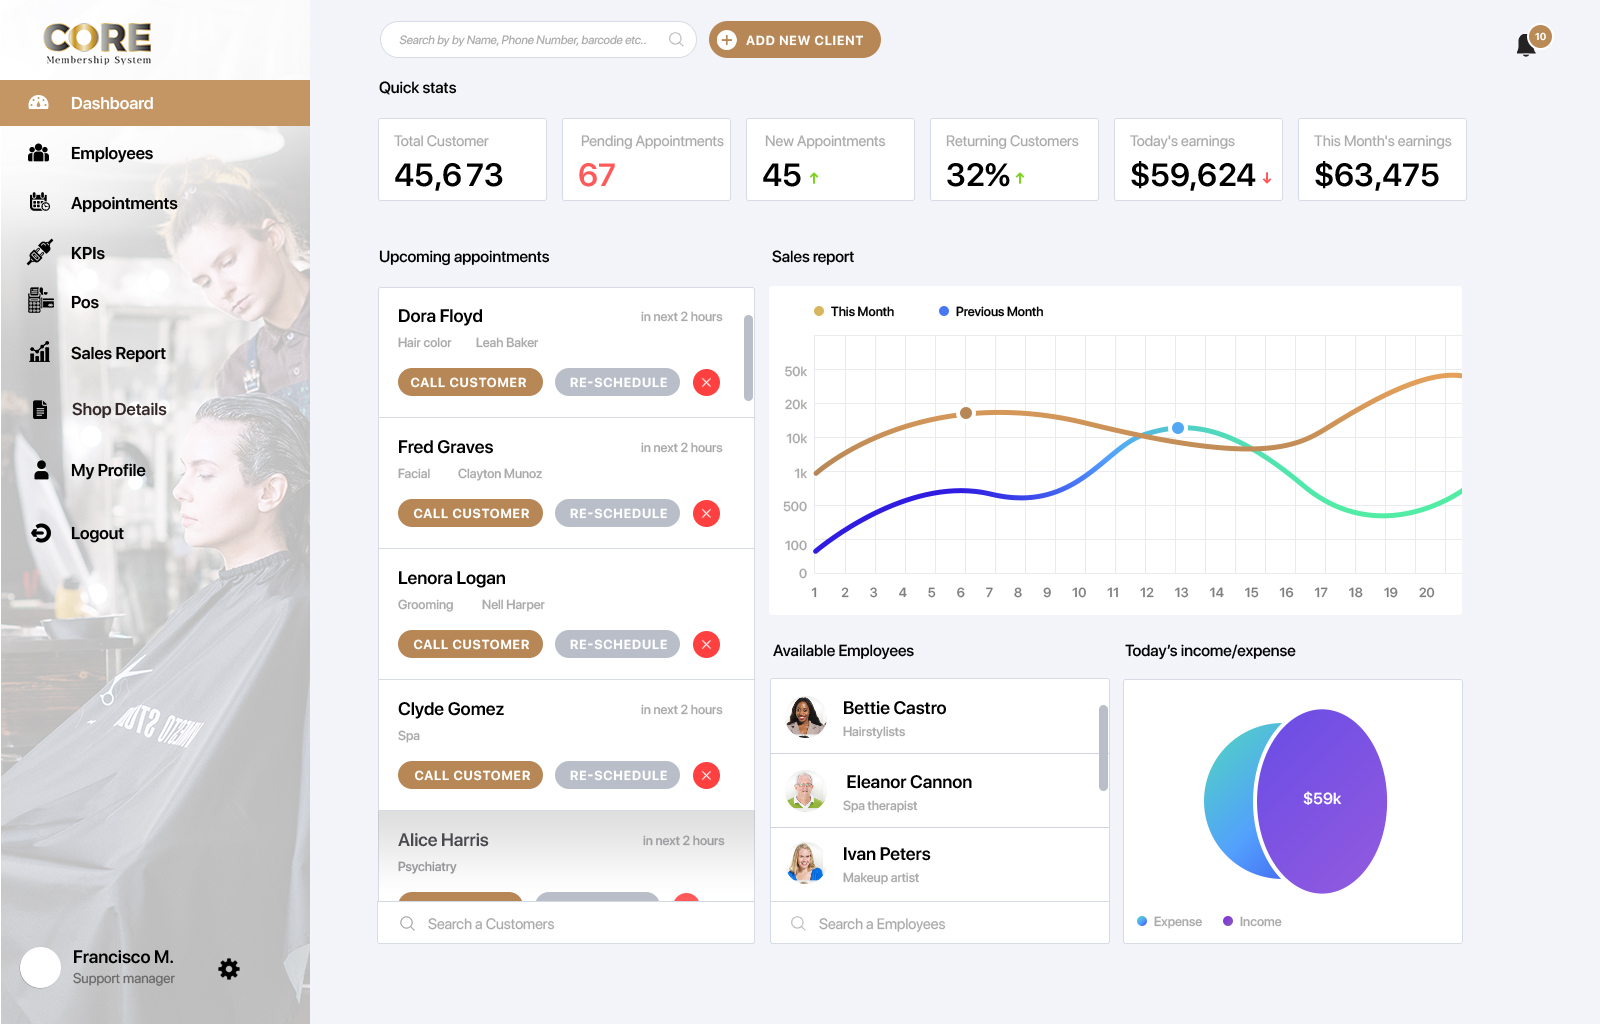 CORE
Membership System
Dashboard
Employees
Appointments
KPIs
Pos
Sales Report
Shop Details
My Profile
Logout
Francisco M.
Support manager
Search by by Name, Phone Number, barcode etc..
ADD NEW CLIENT
10
Quick stats
Total Customer
45,673
Pending Appointments
67
New Appointments
45
Returning Customers
32%
Today's earnings
$59,624
This Month's earnings
$63,475
Upcoming appointments
Dora Floyd
in next 2 hours
Hair color Leah Baker
CALL CUSTOMER RE-SCHEDULE
Fred Graves
in next 2 hours
Facial Clayton Munoz
CALL CUSTOMER RE-SCHEDULE
Lenora Logan
Grooming Nell Harper
CALL CUSTOMER RE-SCHEDULE
Clyde Gomez
in next 2 hours
Spa
CALL CUSTOMER RE-SCHEDULE
Alice Harris
in next 2 hours
Psychiatry
Search a Customers
Sales report
This Month Previous Month
50k
20k
10k
1k
500
100
0
1 2 3 4 5 6 7 8 9 10 11 12 13 14 15 16 17 18 19 20
Available Employees
Bettie Castro
Hairstylists
Eleanor Cannon
Spa therapist
Ivan Peters
Makeup artist
Search a Employees
Today’s income/expense
$59k
Expense Income